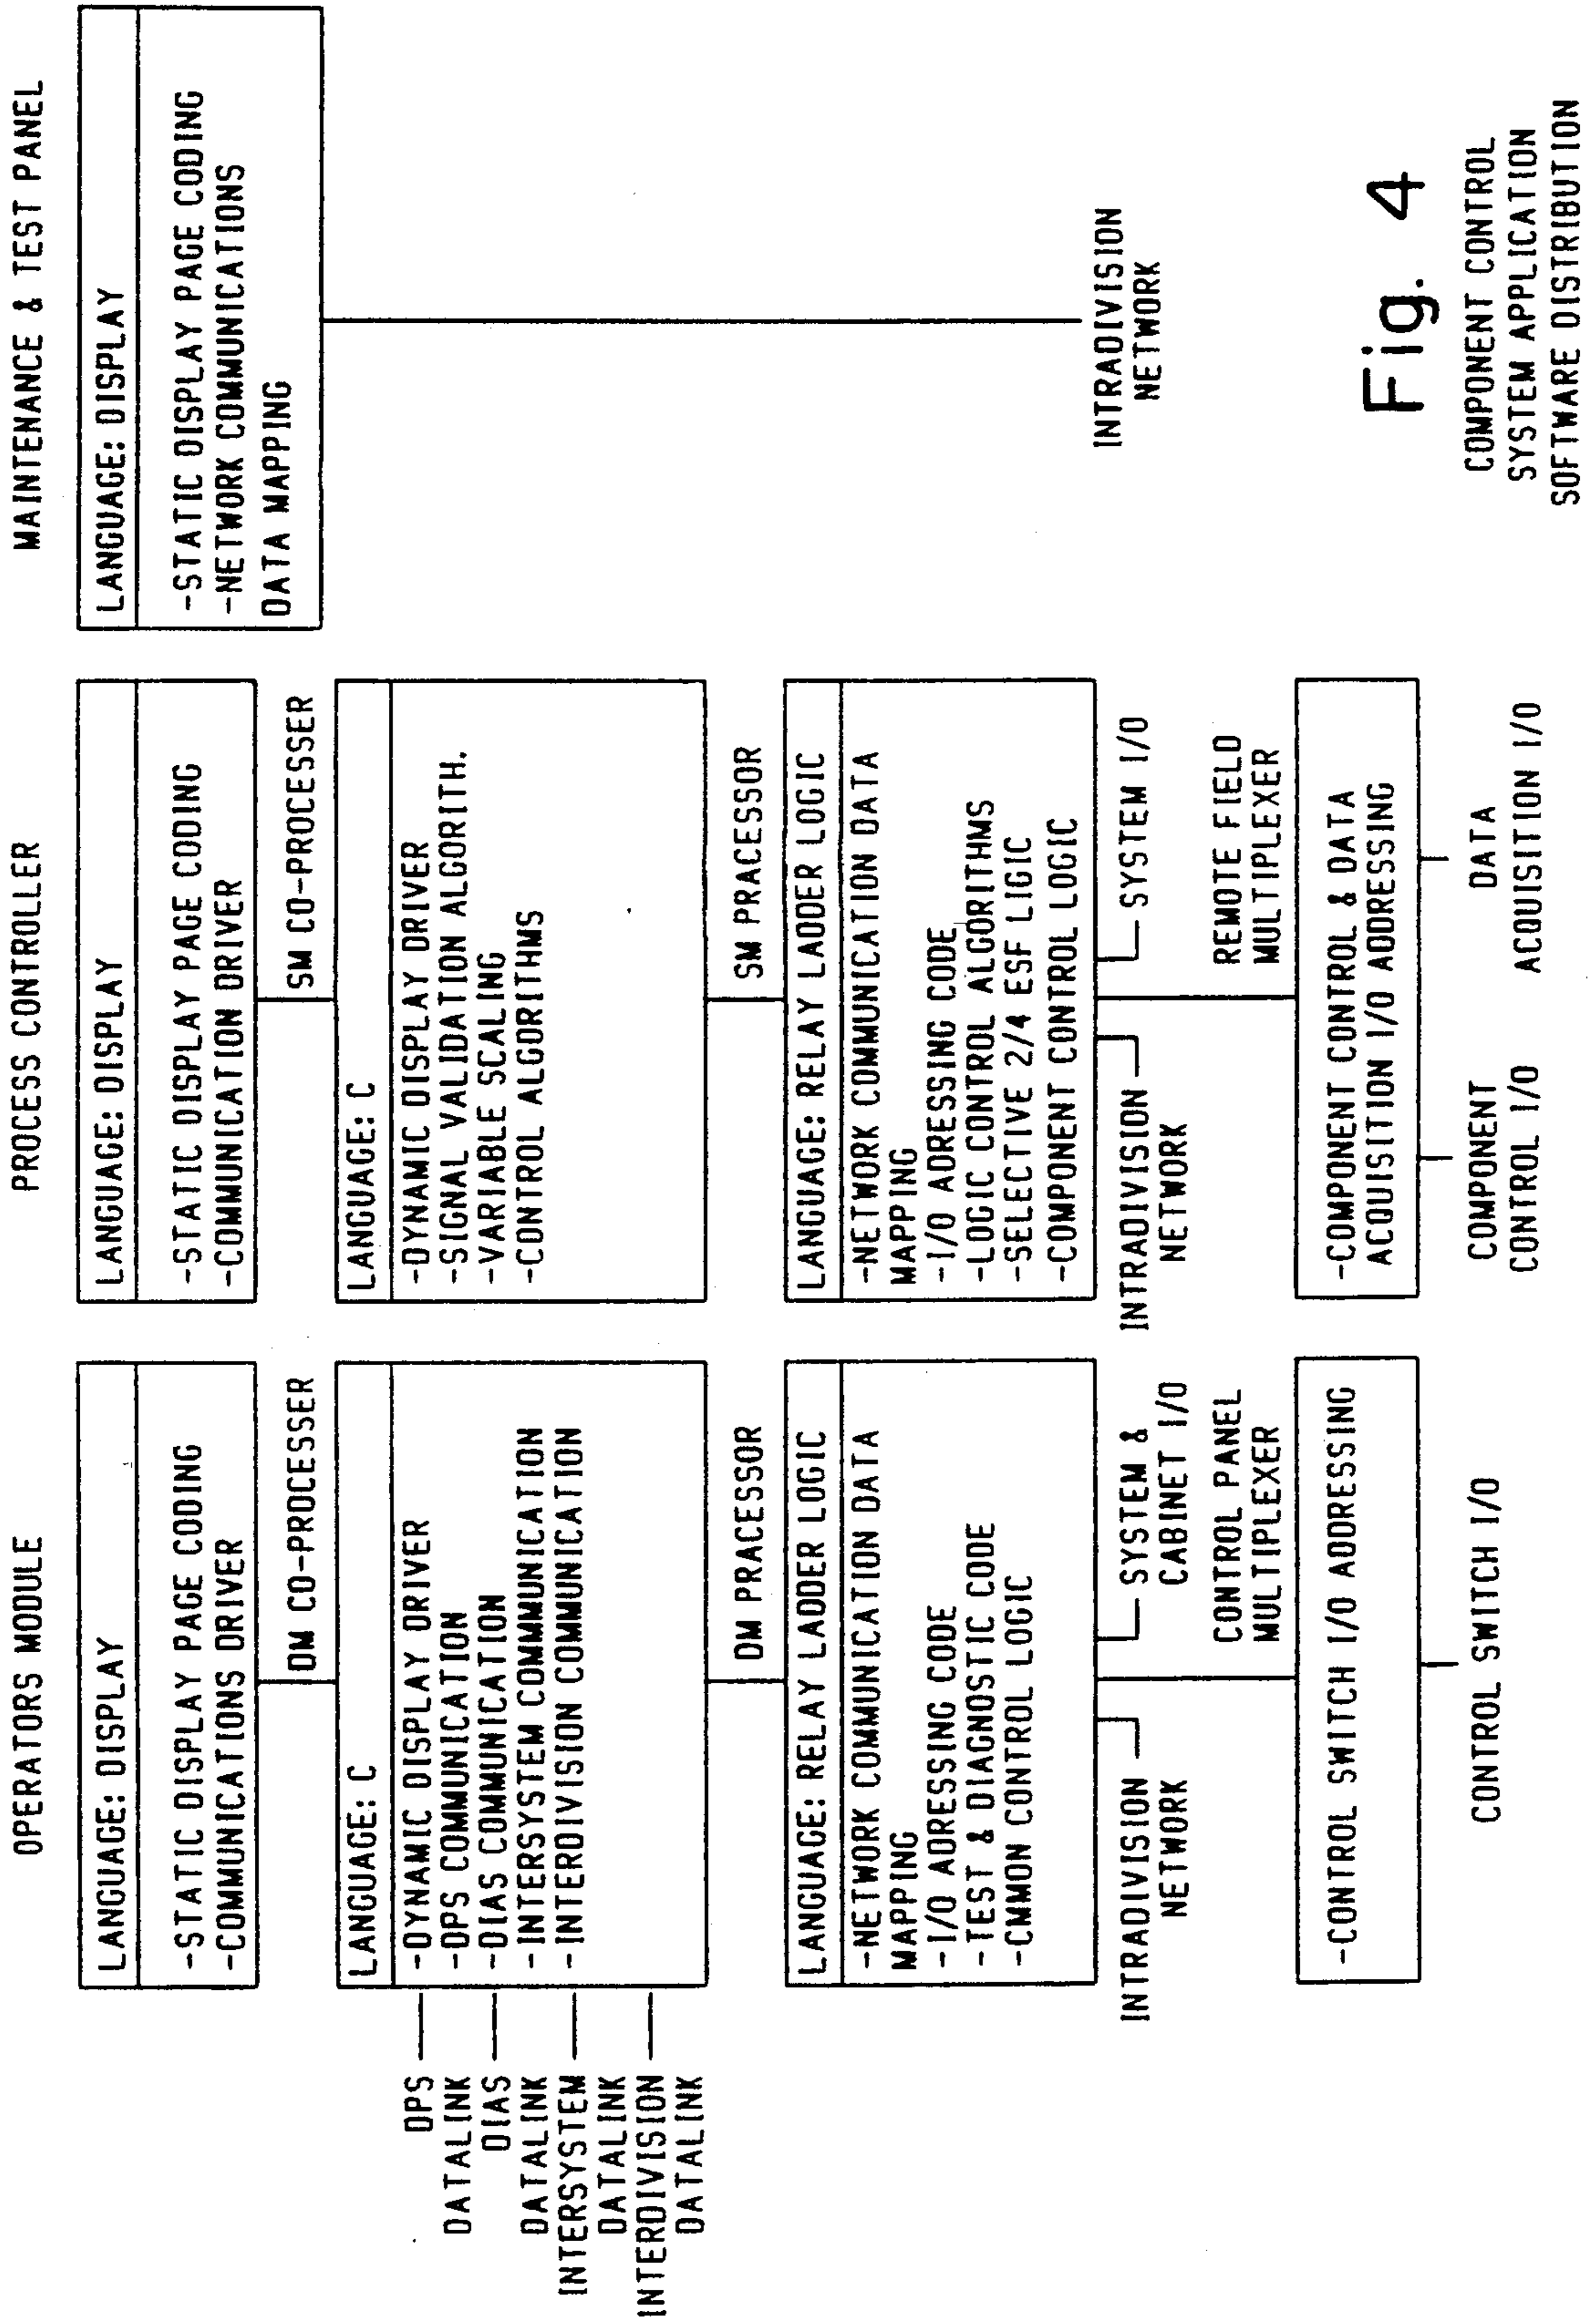 OPERATORS MODULE
LANGUAGE: DISPLAY
-STATIC DISPLAY PAGE CODING
-COMMUNICATIONS DRIVER
DM CO-PROCESSER
LANGUAGE: C
-DYNAMIC DISPLAY DRIVER
-DPS COMMUNICATION
-DIAS COMMUNICATION
-INTERSYSTEM COMMUNICATION
-INTERDIVISION COMMUNICATION
DPS
DATALINK
DIAS
DATALINK
INTERSYSTEM
DATALINK
INTERDIVISION
DATALINK
DM PRACESSOR
LANGUAGE: RELAY LADDER LOGIC
-NETWORK COMMUNICATION DATA
MAPPING
-I/O ADRESSING CODE
-TEST & DIAGNOSTIC CODE
-CMMON CONTROL LOGIC
INTRADIVISION
NETWORK
SYSTEM &
CABINET I/O
CONTROL PANEL
MULTIPLEXER
-CONTROL SWITCH I/O ADDRESSING
CONTROL SWITCH I/O
PROCESS CONTROLLER
LANGUAGE: DISPLAY
-STATIC DISPLAY PAGE CODING
-COMMUNICATION DRIVER
SM CO-PROCESSER
LANGUAGE: C
-DYNAMIC DISPLAY DRIVER
-SIGNAL VALIDATION ALGORITH.
-VARIABLE SCALING
-CONTROL ALGORITHMS
SM PRACESSOR
LANGUAGE: RELAY LADDER LOGIC
-NETWORK COMMUNICATION DATA
MAPPING
-I/O ADRESSING CODE
-LOGIC CONTROL ALGORITHMS
-SELECTIVE 2/4 ESF LIGIC
-COMPONENT CONTROL LOGIC
INTRADIVISION
NETWORK
SYSTEM I/O
REMOTE FIELD
MULTIPLEXER
-COMPONENT CONTROL & DATA
ACQUISITION I/O ADDRESSING
COMPONENT
CONTROL I/O
DATA
ACQUISITION I/O
MAINTENANCE & TEST PANEL
LANGUAGE: DISPLAY
-STATIC DISPLAY PAGE CODING
-NETWORK COMMUNICATIONS
DATA MAPPING
INTRADIVISION
NETWORK
Fig. 4
COMPONENT CONTROL
SYSTEM APPLICATION
SOFTWARE DISTRIBUTION